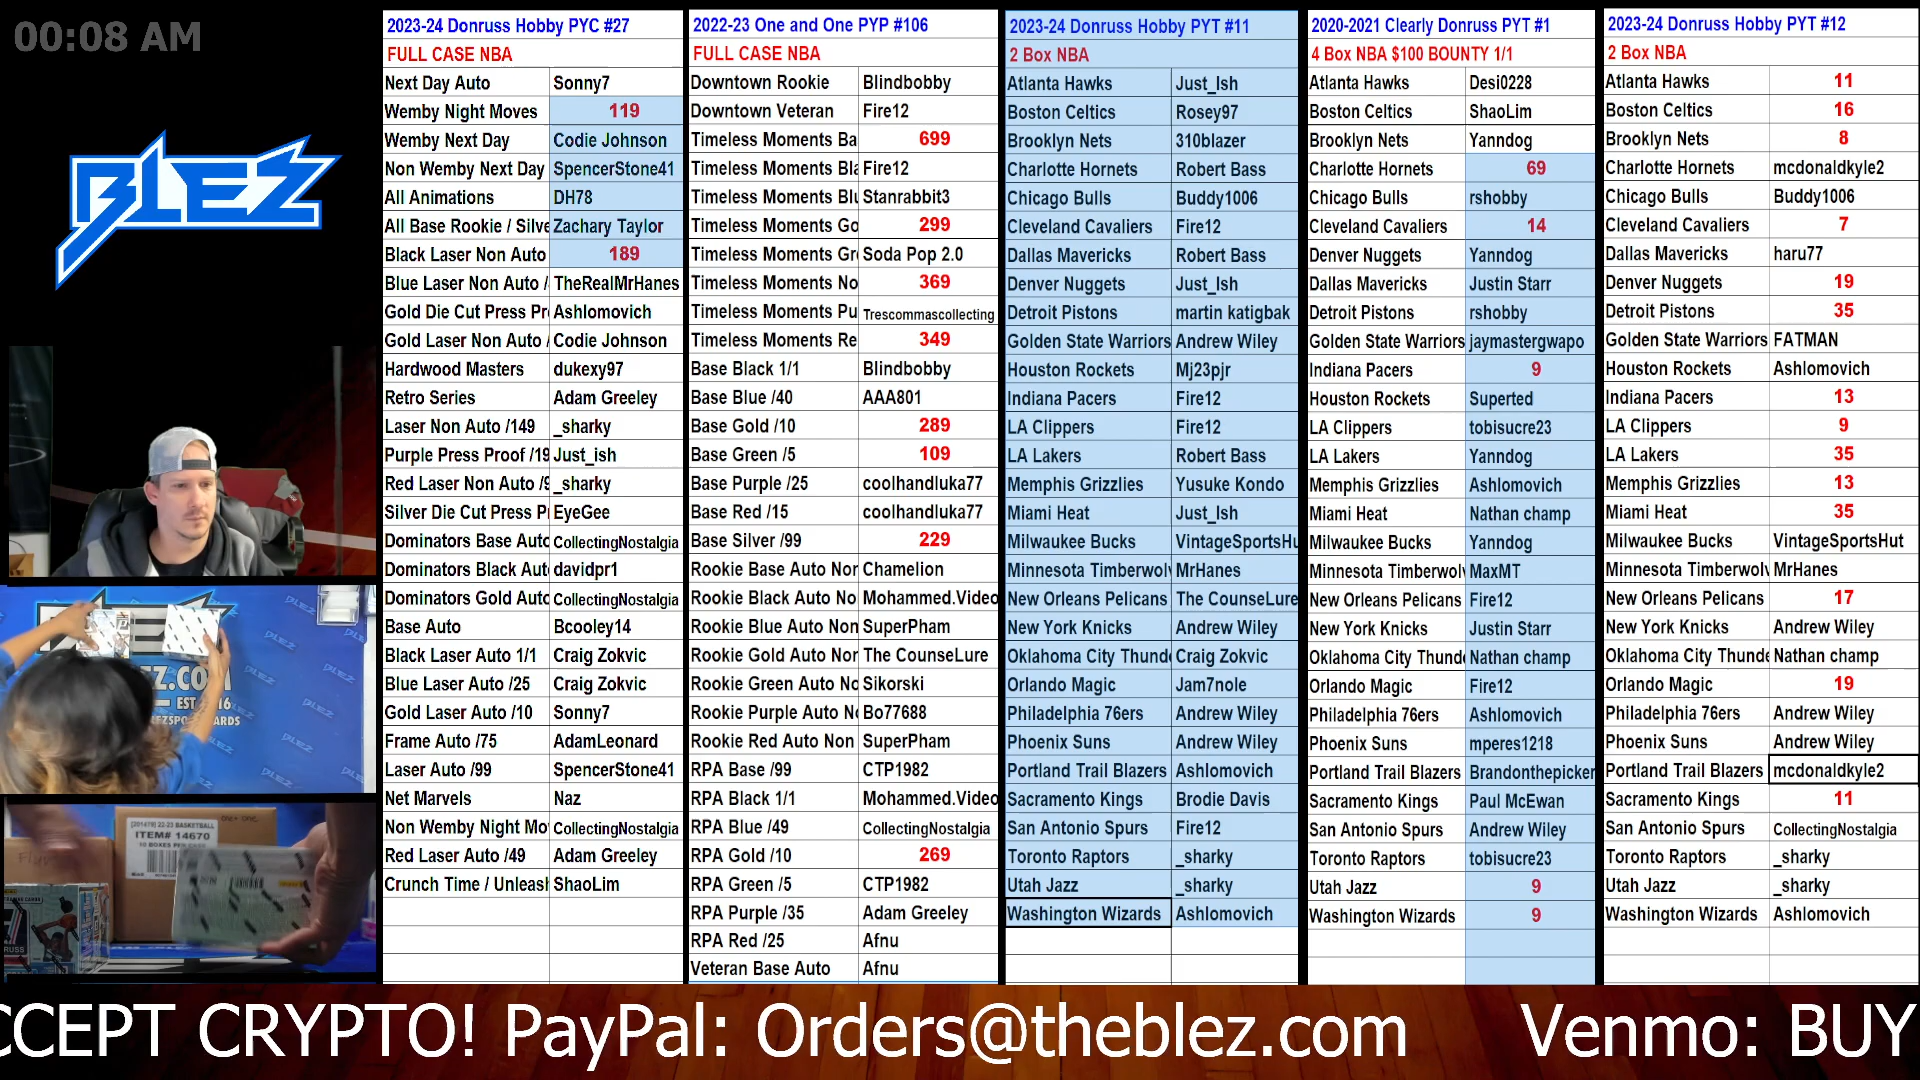 00:08 AM
BLEZ
2023-24 Donruss Hobby PYC #27
FULL CASE NBA
Next Day Auto Sonny7
Wemby Night Moves 119
Wemby Next Day Codie Johnson
Non Wemby Next Day SpencerStone41
All Animations DH78
All Base Rookie / Silve Zachary Taylor
Black Laser Non Auto 189
Blue Laser Non Auto / TheRealMrHanes
Gold Die Cut Press Pr Ashlomovich
Gold Laser Non Auto / Codie Johnson
Hardwood Masters dukexy97
Retro Series Adam Greeley
Laser Non Auto /149 _sharky
Purple Press Proof /19 Just_ish
Red Laser Non Auto /9 _sharky
Silver Die Cut Press P EyeGee
Dominators Base Auto CollectingNostalgia
Dominators Black Aut davidpr1
Dominators Gold Auto CollectingNostalgia
Base Auto Bcooley14
Black Laser Auto 1/1 Craig Zokvic
Blue Laser Auto /25 Craig Zokvic
Gold Laser Auto /10 Sonny7
Frame Auto /75 AdamLeonard
Laser Auto /99 SpencerStone41
Net Marvels Naz
Non Wemby Night Mo CollectingNostalgia
Red Laser Auto /49 Adam Greeley
Crunch Time / Unleash ShaoLim
2022-23 One and One PYP #106
FULL CASE NBA
Downtown Rookie Blindbobby
Downtown Veteran Fire12
Timeless Moments Ba 699
Timeless Moments Bla Fire12
Timeless Moments Blu Stanrabbit3
Timeless Moments Go 299
Timeless Moments Gr Soda Pop 2.0
Timeless Moments No 369
Timeless Moments Pu Trescommascollecting
Timeless Moments Re 349
Base Black 1/1 Blindbobby
Base Blue /40 AAA801
Base Gold /10 289
Base Green /5 109
Base Purple /25 coolhandluka77
Base Red /15 coolhandluka77
Base Silver /99 229
Rookie Base Auto Nor Chamelion
Rookie Black Auto No Mohammed.Video
Rookie Blue Auto Non SuperPham
Rookie Gold Auto Nor The CounseLure
Rookie Green Auto No Sikorski
Rookie Purple Auto No Bo77688
Rookie Red Auto Non SuperPham
RPA Base /99 CTP1982
RPA Black 1/1 Mohammed.Video
RPA Blue /49 CollectingNostalgia
RPA Gold /10 269
RPA Green /5 CTP1982
RPA Purple /35 Adam Greeley
RPA Red /25 Afnu
Veteran Base Auto Afnu
2023-24 Donruss Hobby PYT #11
2 Box NBA
Atlanta Hawks Just_Ish
Boston Celtics Rosey97
Brooklyn Nets 310blazer
Charlotte Hornets Robert Bass
Chicago Bulls Buddy1006
Cleveland Cavaliers Fire12
Dallas Mavericks Robert Bass
Denver Nuggets Just_Ish
Detroit Pistons martin katigbak
Golden State Warriors Andrew Wiley
Houston Rockets Mj23pjr
Indiana Pacers Fire12
LA Clippers Fire12
LA Lakers Robert Bass
Memphis Grizzlies Yusuke Kondo
Miami Heat Just_Ish
Milwaukee Bucks VintageSportsHu
Minnesota Timberwolv MrHanes
New Orleans Pelicans The CounseLure
New York Knicks Andrew Wiley
Oklahoma City Thunde Craig Zokvic
Orlando Magic Jam7nole
Philadelphia 76ers Andrew Wiley
Phoenix Suns Andrew Wiley
Portland Trail Blazers Ashlomovich
Sacramento Kings Brodie Davis
San Antonio Spurs Fire12
Toronto Raptors _sharky
Utah Jazz _sharky
Washington Wizards Ashlomovich
2020-2021 Clearly Donruss PYT #1
4 Box NBA $100 BOUNTY 1/1
Atlanta Hawks Desi0228
Boston Celtics ShaoLim
Brooklyn Nets Yanndog
Charlotte Hornets 69
Chicago Bulls rshobby
Cleveland Cavaliers 14
Denver Nuggets Yanndog
Dallas Mavericks Justin Starr
Detroit Pistons rshobby
Golden State Warriors jaymastergwapo
Indiana Pacers 9
Houston Rockets Superted
LA Clippers tobisucre23
LA Lakers Yanndog
Memphis Grizzlies Ashlomovich
Miami Heat Nathan champ
Milwaukee Bucks Yanndog
Minnesota Timberwolv MaxMT
New Orleans Pelicans Fire12
New York Knicks Justin Starr
Oklahoma City Thunde Nathan champ
Orlando Magic Fire12
Philadelphia 76ers Ashlomovich
Phoenix Suns mperes1218
Portland Trail Blazers Brandonthepicker
Sacramento Kings Paul McEwan
San Antonio Spurs Andrew Wiley
Toronto Raptors tobisucre23
Utah Jazz 9
Washington Wizards 9
2023-24 Donruss Hobby PYT #12
2 Box NBA
Atlanta Hawks 11
Boston Celtics 16
Brooklyn Nets 8
Charlotte Hornets mcdonaldkyle2
Chicago Bulls Buddy1006
Cleveland Cavaliers 7
Dallas Mavericks haru77
Denver Nuggets 19
Detroit Pistons 35
Golden State Warriors FATMAN
Houston Rockets Ashlomovich
Indiana Pacers 13
LA Clippers 9
LA Lakers 35
Memphis Grizzlies 13
Miami Heat 35
Milwaukee Bucks VintageSportsHut
Minnesota Timberwolv MrHanes
New Orleans Pelicans 17
New York Knicks Andrew Wiley
Oklahoma City Thunde Nathan champ
Orlando Magic 19
Philadelphia 76ers Andrew Wiley
Phoenix Suns Andrew Wiley
Portland Trail Blazers mcdonaldkyle2
Sacramento Kings 11
San Antonio Spurs CollectingNostalgia
Toronto Raptors _sharky
Utah Jazz _sharky
Washington Wizards Ashlomovich
ITEM# 14670
CCEPT CRYPTO! PayPal: Orders@theblez.com Venmo: BUY